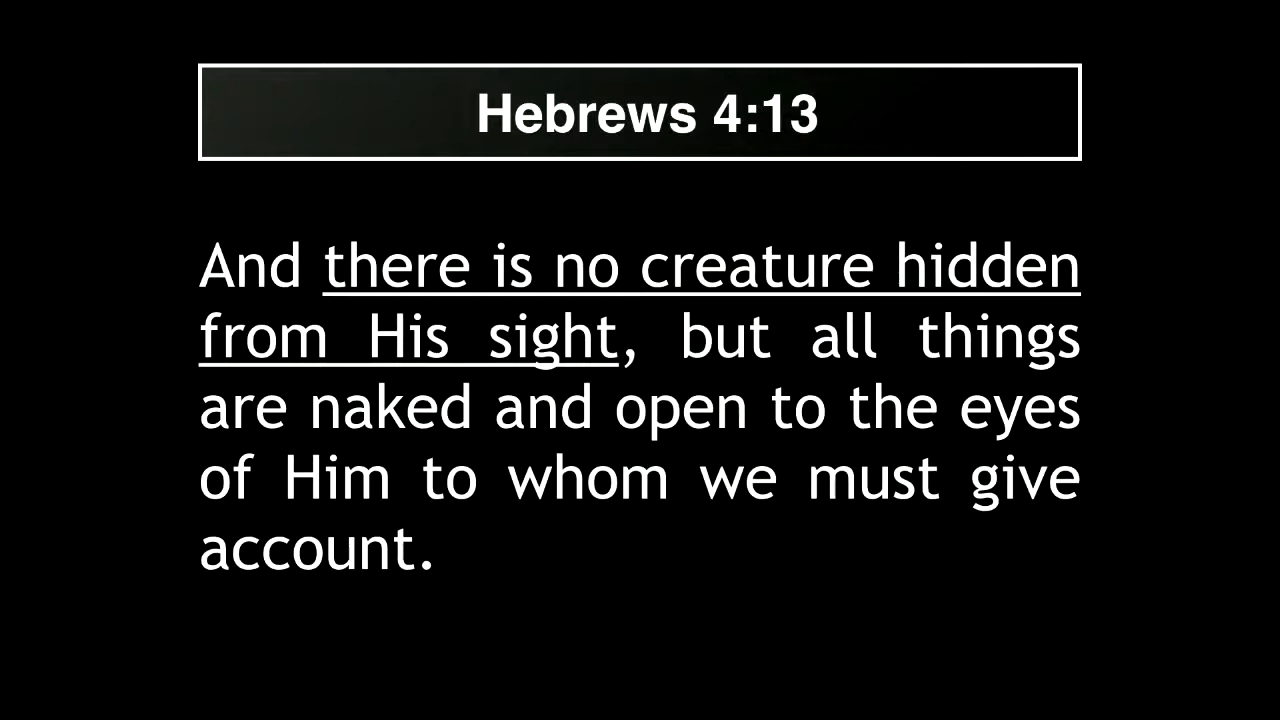 Hebrews 4:13
And there is no creature hidden
from His sight, but all things
are naked and open to the eyes
of Him to whom we must give
account.